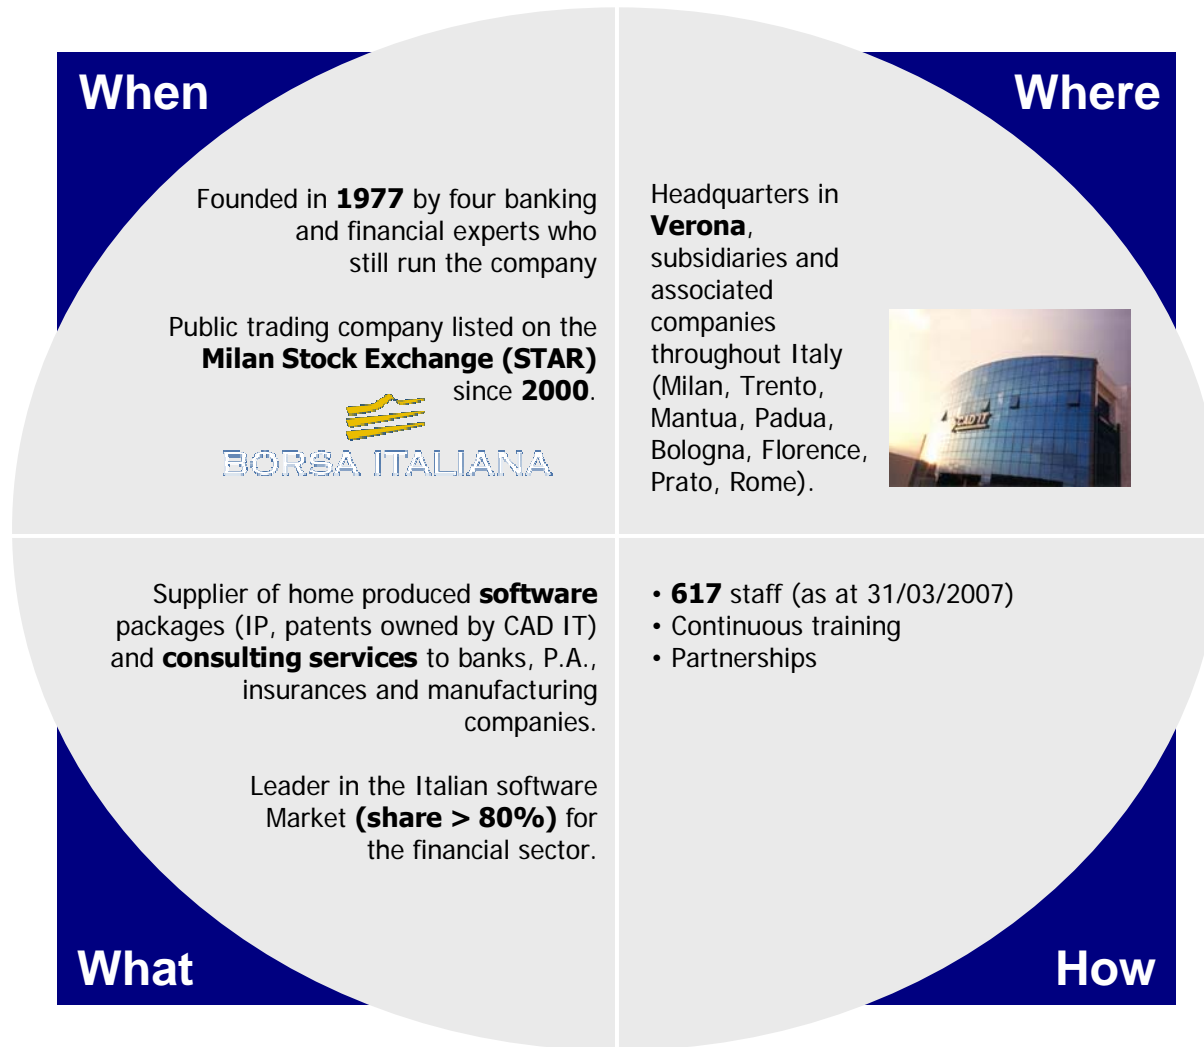 When
Founded in 1977 by four banking
and financial experts who
still run the company
Public trading company listed on the
Milan Stock Exchange (STAR)
since 2000.
BORSA ITALIANA
Where
Headquarters in
Verona,
subsidiaries and
associated
companies
throughout Italy
(Milan, Trento,
Mantua, Padua,
Bologna, Florence,
Prato, Rome).
CAD IT
Supplier of home produced software
packages (IP, patents owned by CAD IT)
and consulting services to banks, P.A.,
insurances and manufacturing
companies.
Leader in the Italian software
Market (share > 80%) for
the financial sector.
What
• 617 staff (as at 31/03/2007)
• Continuous training
• Partnerships
How